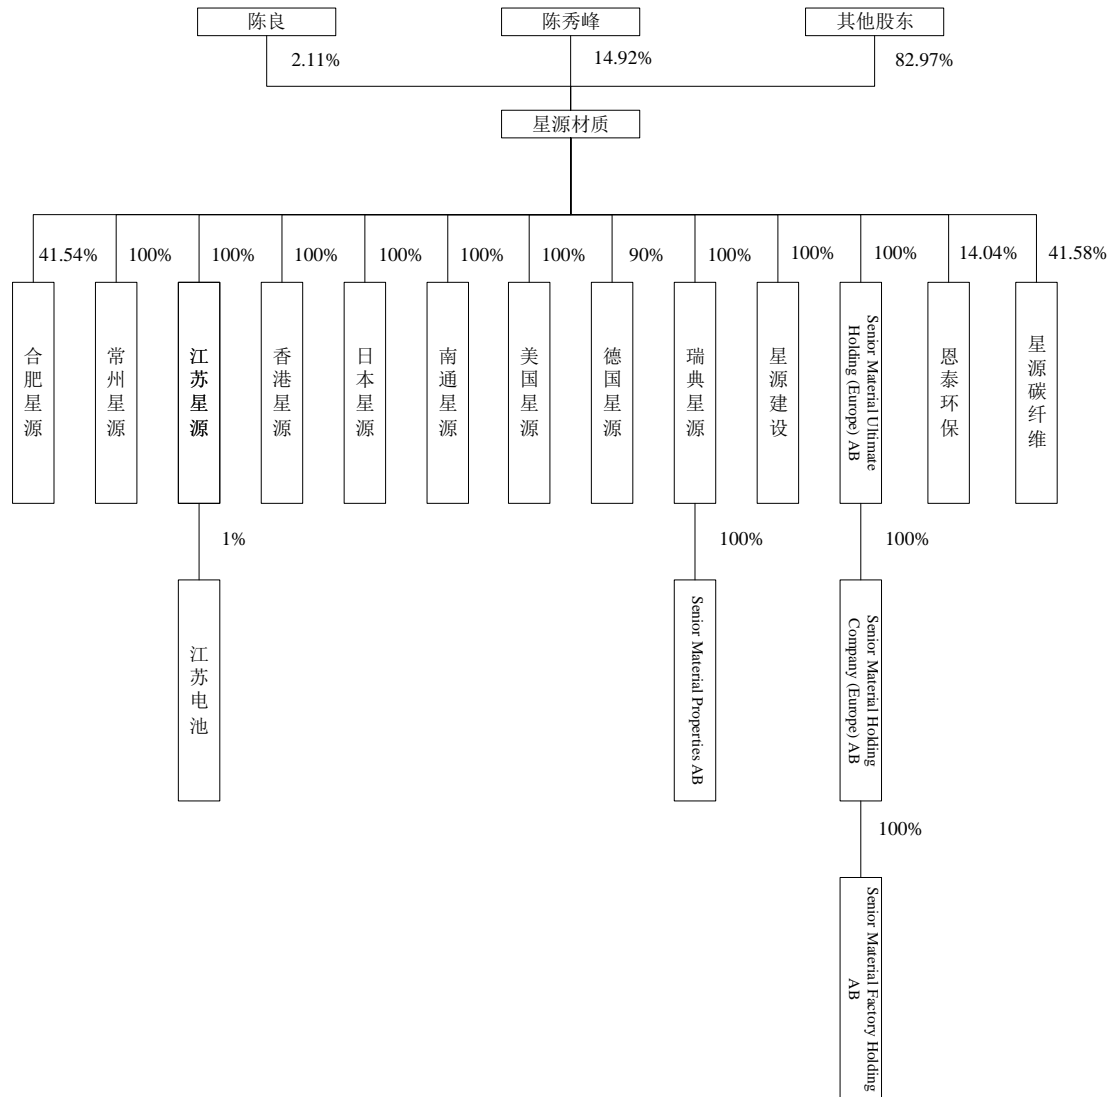 陈良
陈秀峰
其他股东
2.11%
14.92%
82.97%
星源材质
41.54%
100%
100%
100%
100%
100%
100%
90%
100%
100%
100%
14.04%
41.58%
合肥星源
常州星源
江苏星源
香港星源
日本星源
南通星源
美国星源
德国星源
瑞典星源
星源建设
Senior Material Ultimate
Holding (Europe) AB
恩泰环保
星源碳纤维
1%
100%
100%
江苏电池
Senior Material Properties AB
Senior Material Holding
Company (Europe) AB
100%
Senior Material Factory Holding
AB